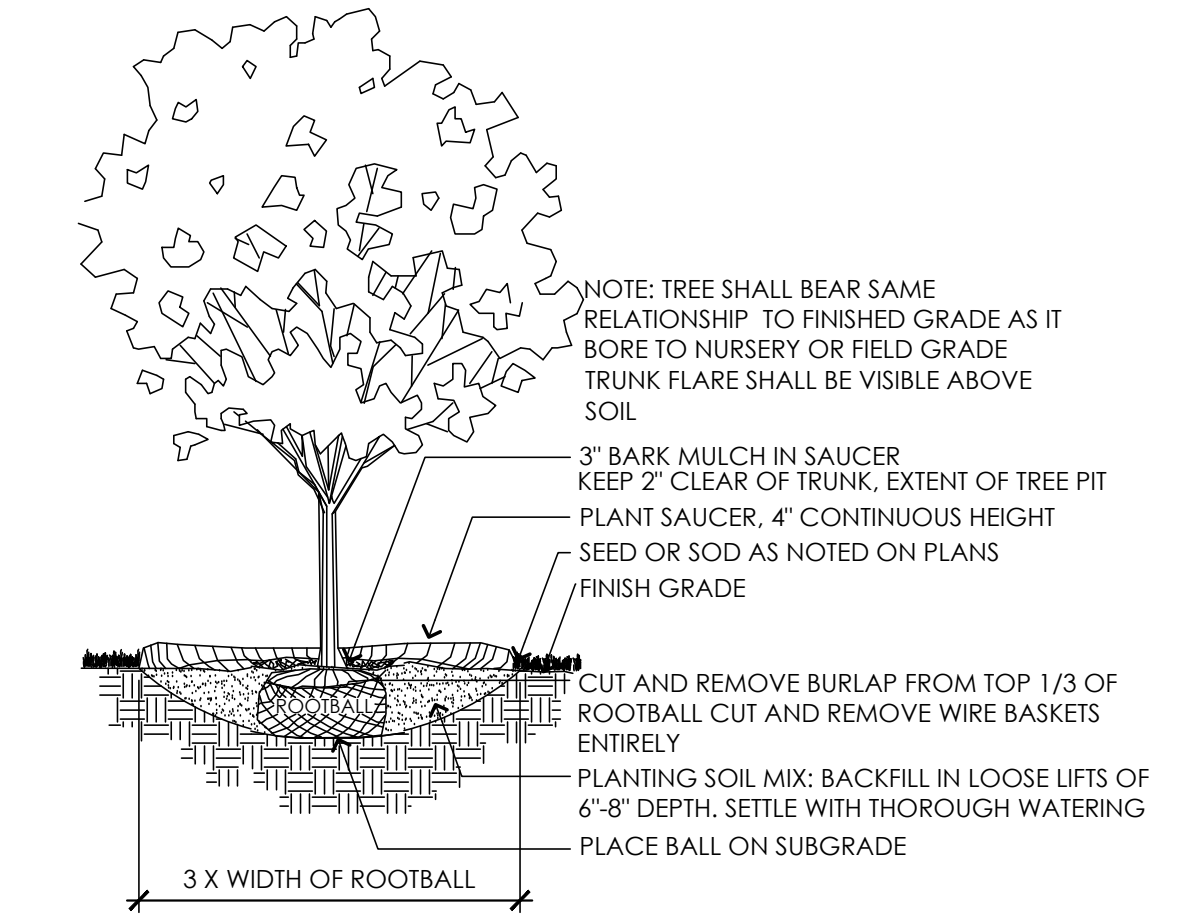 NOTE: TREE SHALL BEAR SAME
RELATIONSHIP TO FINISHED GRADE AS IT
BORE TO NURSERY OR FIELD GRADE
TRUNK FLARE SHALL BE VISIBLE ABOVE
SOIL
3" BARK MULCH IN SAUCER
KEEP 2" CLEAR OF TRUNK, EXTENT OF TREE PIT
PLANT SAUCER, 4" CONTINUOUS HEIGHT
SEED OR SOD AS NOTED ON PLANS
FINISH GRADE
CUT AND REMOVE BURLAP FROM TOP 1/3 OF
ROOTBALL CUT AND REMOVE WIRE BASKETS
ENTIRELY
ROOTBALL
PLANTING SOIL MIX: BACKFILL IN LOOSE LIFTS OF
6"-8" DEPTH. SETTLE WITH THOROUGH WATERING
PLACE BALL ON SUBGRADE
3 X WIDTH OF ROOTBALL